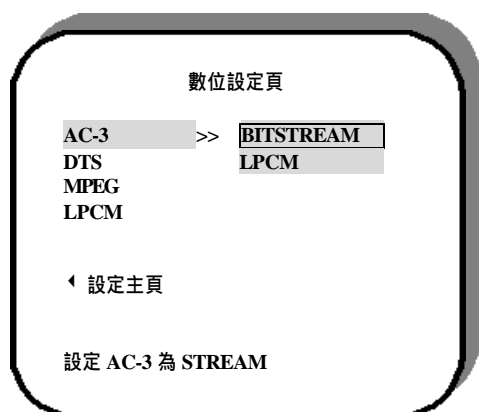 數位設定頁
AC-3 >> BITSTREAM
DTS LPCM
MPEG
LPCM
設定主頁
設定 AC-3 為 STREAM